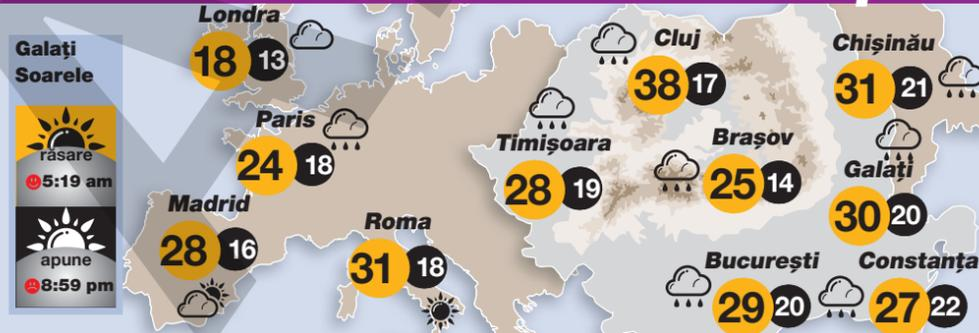 Galați
Soarele
răsare
5:19 am
apune
8:59 pm
Londra
18 13
Paris
24 18
Madrid
28 16
Roma
31 18
Timișoara
28 19
Cluj
38 17
Brașov
25 14
București
29 20
Chișinău
31 21
Galați
30 20
Constanța
27 22